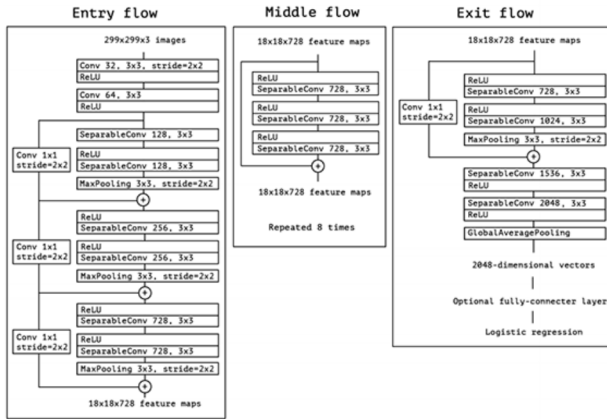 Entry flow
299x299x3 images
Conv 32, 3x3, stride=2x2
ReLU
Conv 64, 3x3
ReLU
SeparableConv 128, 3x3
Conv 1x1
stride=2x2
ReLU
SeparableConv 128, 3x3
MaxPooling 3x3, stride=2x2
+
ReLU
SeparableConv 256, 3x3
Conv 1x1
stride=2x2
ReLU
SeparableConv 256, 3x3
MaxPooling 3x3, stride=2x2
+
ReLU
SeparableConv 728, 3x3
Conv 1x1
stride=2x2
ReLU
SeparableConv 728, 3x3
MaxPooling 3x3, stride=2x2
+
18x18x728 feature maps
Middle flow
18x18x728 feature maps
ReLU
SeparableConv 728, 3x3
ReLU
SeparableConv 728, 3x3
ReLU
SeparableConv 728, 3x3
+
18x18x728 feature maps
Repeated 8 times
Exit flow
18x18x728 feature maps
ReLU
SeparableConv 728, 3x3
Conv 1x1
stride=2x2
ReLU
SeparableConv 1024, 3x3
MaxPooling 3x3, stride=2x2
+
SeparableConv 1536, 3x3
ReLU
SeparableConv 2048, 3x3
ReLU
GlobalAveragePooling
2048-dimensional vectors
Optional fully-connecter layer
Logistic regression